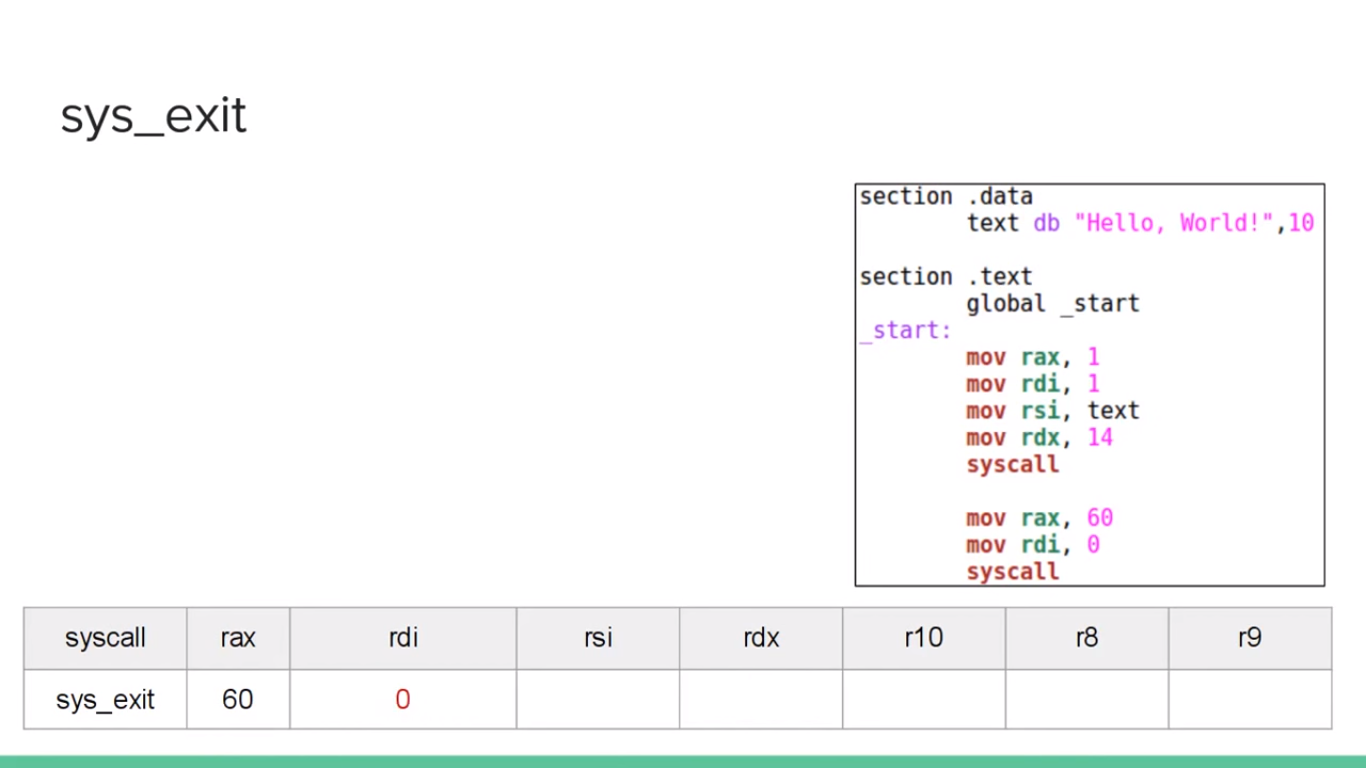 sys_exit
section .data
text db "Hello, World!",10
section .text
global _start
_start:
mov rax, 1
mov rdi, 1
mov rsi, text
mov rdx, 14
syscall
mov rax, 60
mov rdi, 0
syscall
syscall rax rdi rsi rdx r10 r8 r9
sys_exit 60 0